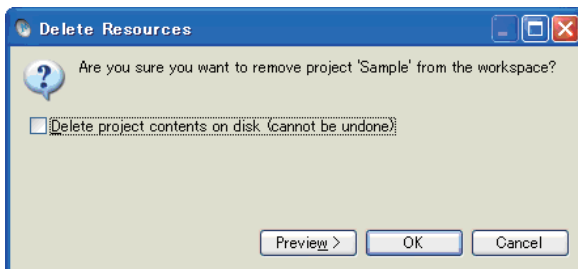 Delete Resources
Are you sure you want to remove project 'Sample' from the workspace?
Delete project contents on disk (cannot be undone)
Preview > OK Cancel